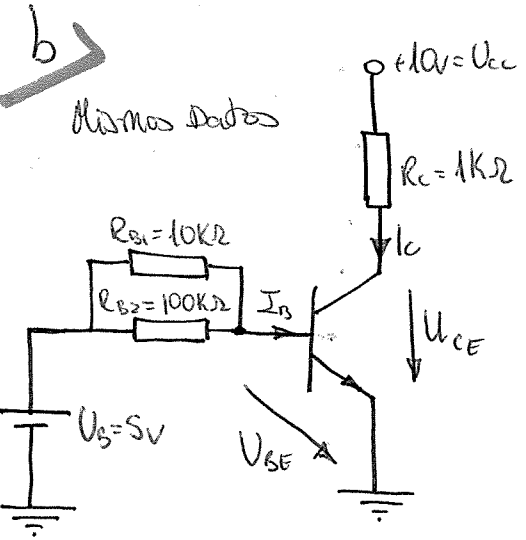 b
+10V=Ucc
Mismos Datos
Rc=1KΩ
RB1=10KΩ
Ic
RB2=100KΩ
IB
UCE
UB=5V
UBE